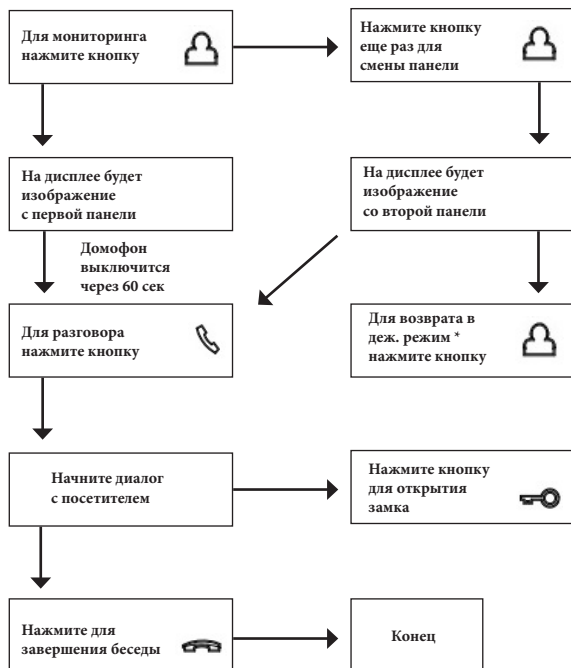 Для мониторинга
нажмите кнопку
Нажмите кнопку
еще раз для
смены панели
На дисплее будет
изображение
с первой панели
На дисплее будет
изображение
со второй панели
Домофон
выключится
через 60 сек
Для разговора
нажмите кнопку
Для возврата в
деж. режим *
нажмите кнопку
Начните диалог
с посетителем
Нажмите кнопку
для открытия
замка
Нажмите для
завершения беседы
Конец